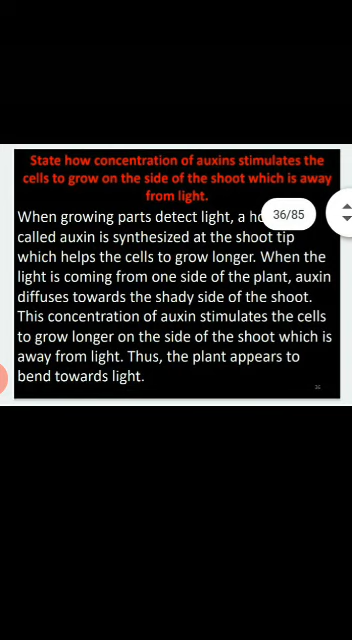 State how concentration of auxins stimulates the
cells to grow on the side of the shoot which is away
from light.
When growing parts detect light, a
36/85
called auxin is synthesized at the shoot tip
which helps the cells to grow longer. When the
light is coming from one side of the plant, auxin
diffuses towards the shady side of the shoot.
This concentration of auxin stimulates the cells
to grow longer on the side of the shoot which is
away from light. Thus, the plant appears to
bend towards light.
36